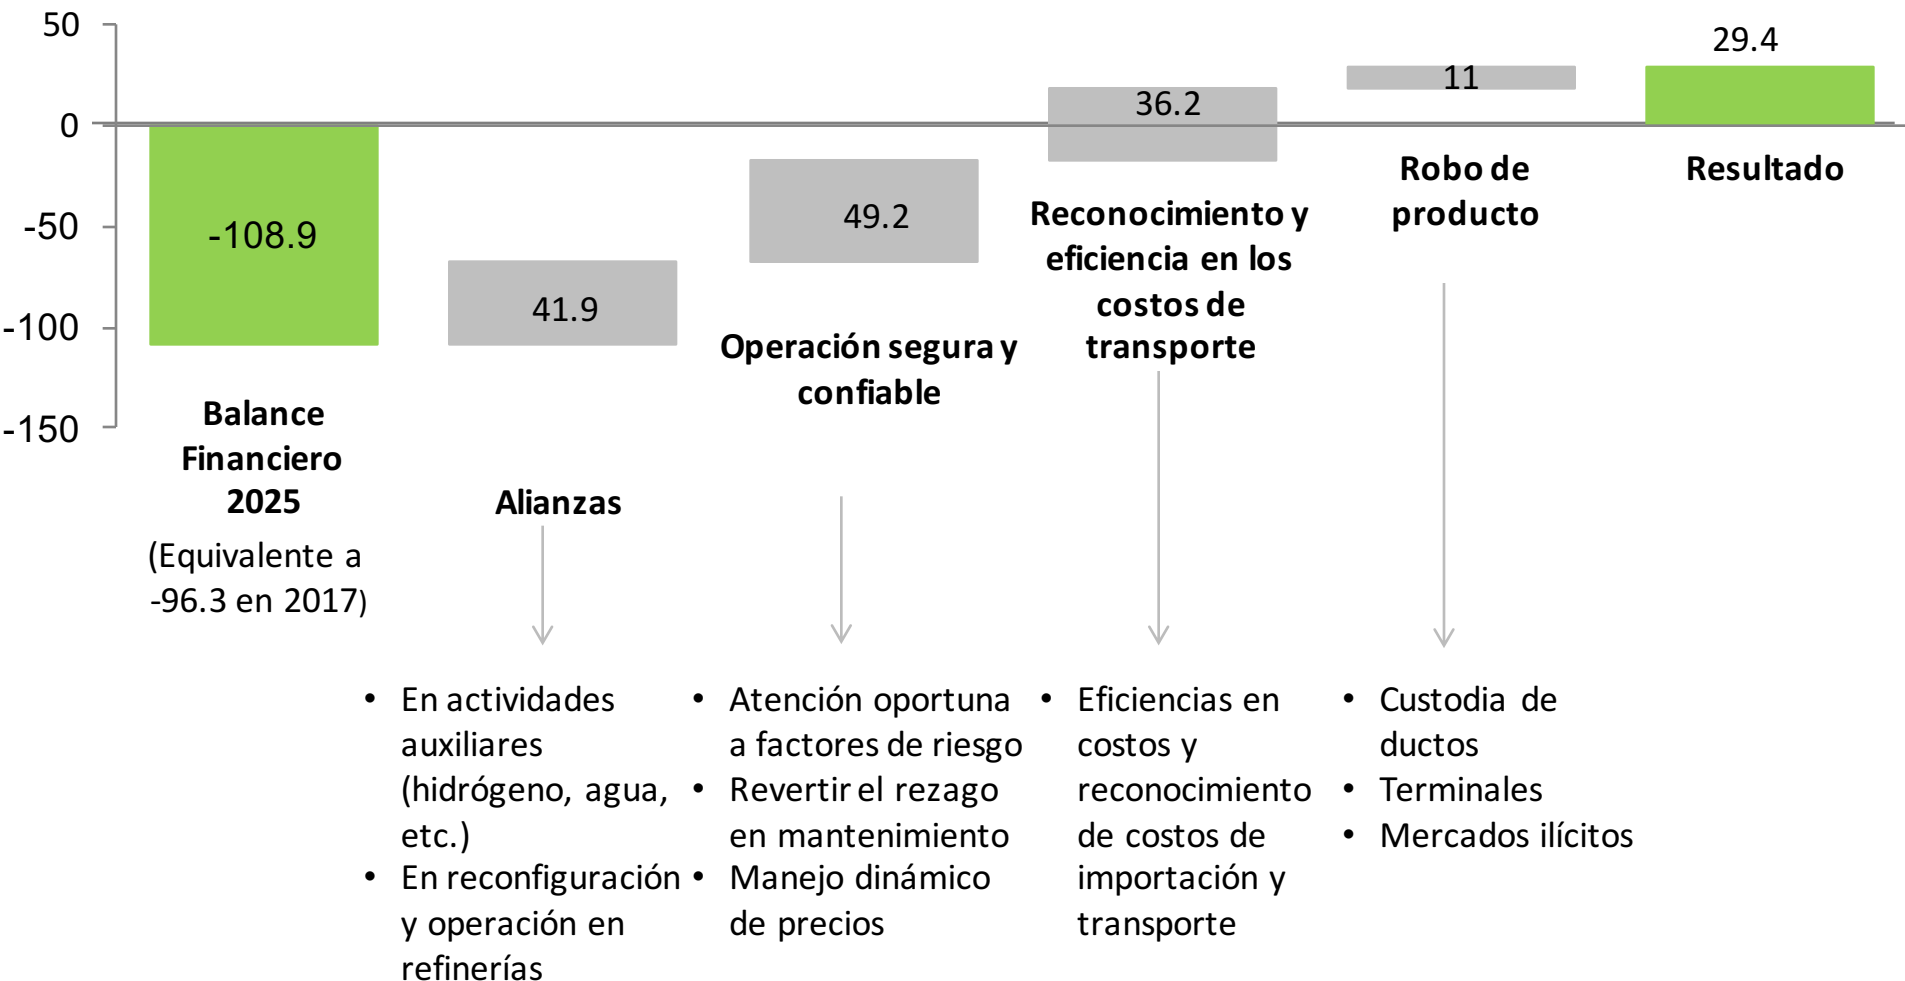 50
0
-50
-100
-150
-108.9
41.9
49.2
36.2
11
29.4
Balance
Financiero
2025
(Equivalente a
-96.3 en 2017)
Alianzas
Operación segura y
confiable
Reconocimiento y
eficiencia en los
costos de
transporte
Robo de
producto
Resultado
• En actividades
auxiliares
(hidrógeno, agua,
etc.)
• En reconfiguración
y operación en
refinerías
• Atención oportuna
a factores de riesgo
• Revertir el rezago
en mantenimiento
• Manejo dinámico
de precios
• Eficiencias en
costos y
reconocimiento
de costos de
importación y
transporte
• Custodia de
ductos
• Terminales
• Mercados ilícitos